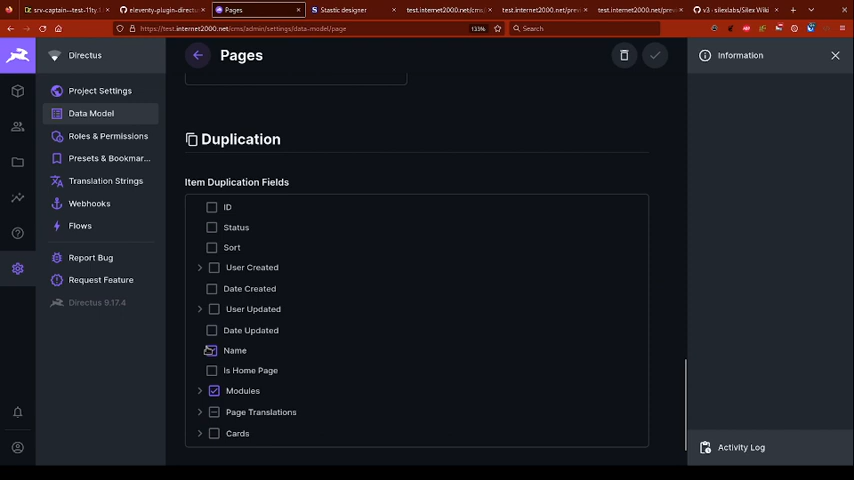 srv-captain--test-11ty.1
eleventy-plugin-directu
Pages
Stastic designer
test.internet2000.net/cmu
test.internet2000.net/prev
test.internet2000.net/prev
v3 · silexlabs/Silex Wiki
https://test.internet2000.net/cms/admin/settings/data-model/page
133%
Search
Directus
Pages
Information
Project Settings
Data Model
Roles & Permissions
Presets & Bookmar...
Translation Strings
Webhooks
Flows
Report Bug
Request Feature
Directus 9.17.4
Duplication
Item Duplication Fields
ID
Status
Sort
User Created
Date Created
User Updated
Date Updated
Name
Is Home Page
Modules
Page Translations
Cards
Activity Log